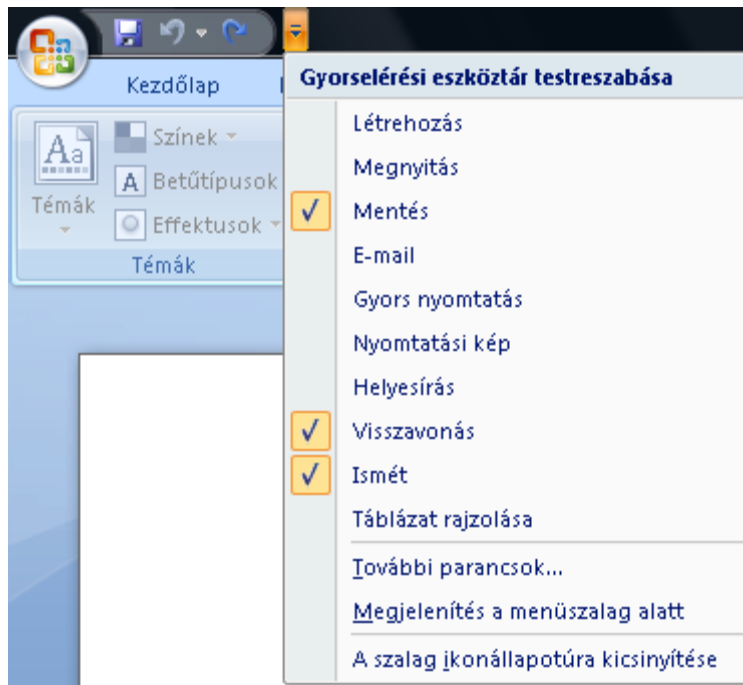 Kezdőlap
Gyorselérési eszköztár testreszabása
Létrehozás
Megnyitás
Mentés
E-mail
Gyors nyomtatás
Nyomtatási kép
Helyesírás
Visszavonás
Ismét
Táblázat rajzolása
További parancsok...
Megjelenítés a menüszalag alatt
A szalag ikonállapotúra kicsinyítése
Aa
Témák
Színek
A Betűtípusok
Effektusok
Témák